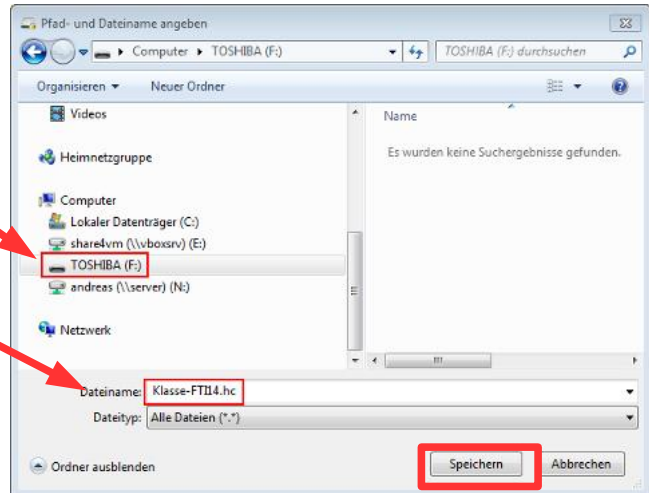 Pfad- und Dateiname angeben
Computer TOSHIBA (F:) TOSHIBA (F:) durchsuchen
Organisieren Neuer Ordner
Videos
Name
Es wurden keine Suchergebnisse gefunden.
Heimnetzgruppe
Computer
Lokaler Datenträger (C:)
share4vm (\\vboxsrv) (E:)
TOSHIBA (F:)
andreas (\\server) (N:)
Netzwerk
Dateiname: Klasse-FTI14.hc
Dateityp: Alle Dateien (*.*)
Ordner ausblenden Speichern Abbrechen